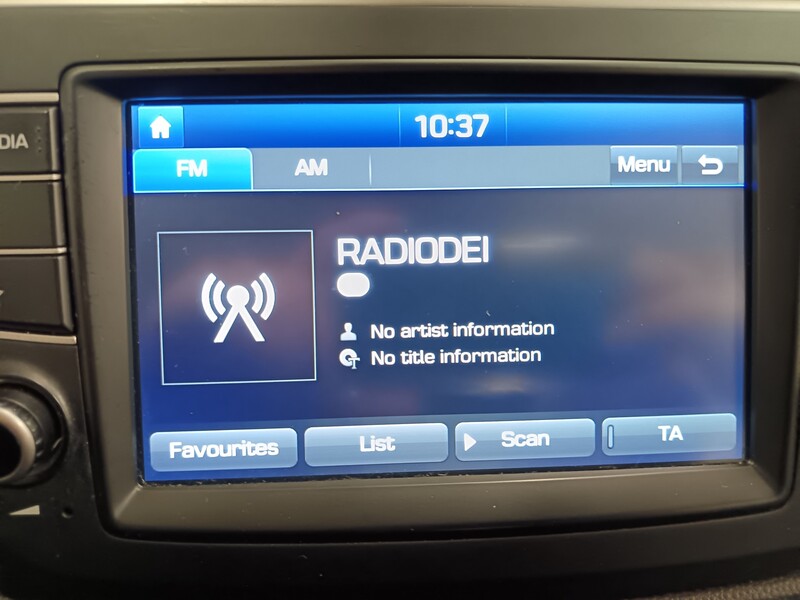 DIA
10:37
FM AM Menu
RADIODEI
No artist information
No title information
Favourites List Scan TA